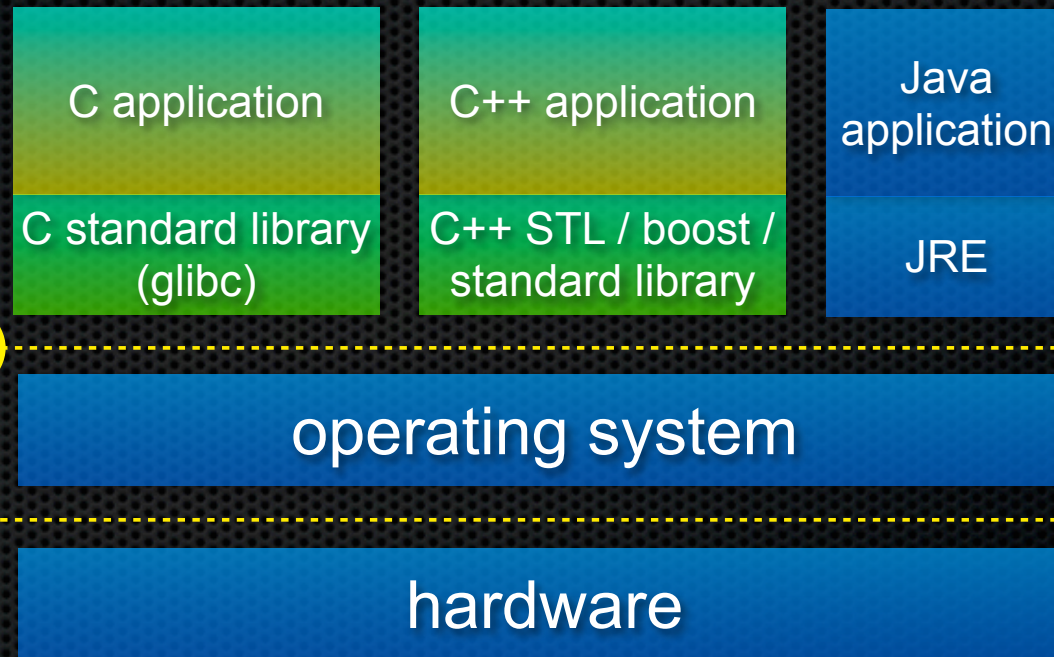 C application
C++ application
Java
application
C standard library
(glibc)
C++ STL / boost /
standard library
JRE
operating system
hardware